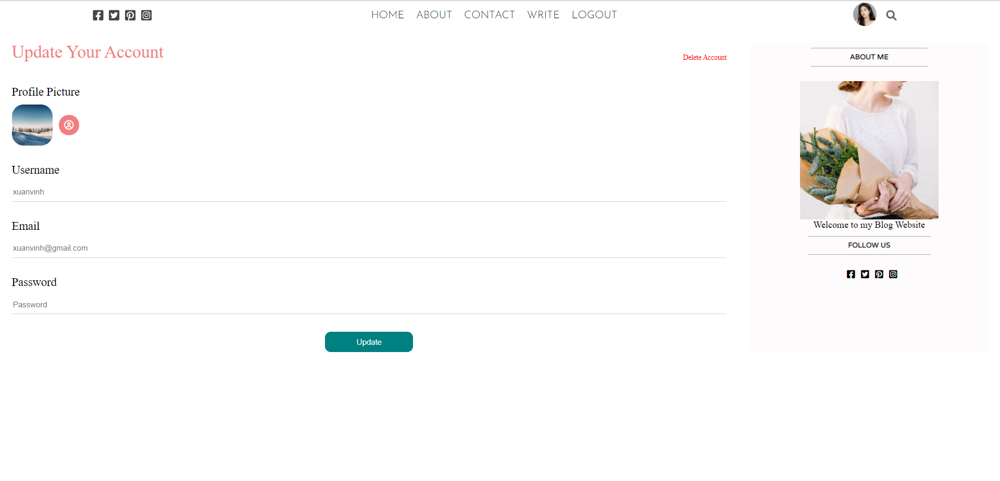 HOME ABOUT CONTACT WRITE LOGOUT
Update Your Account
Delete Account
Profile Picture
Username
xuanvinh
Email
xuanvinh@gmail.com
Password
Password
Update
ABOUT ME
Welcome to my Blog Website
FOLLOW US